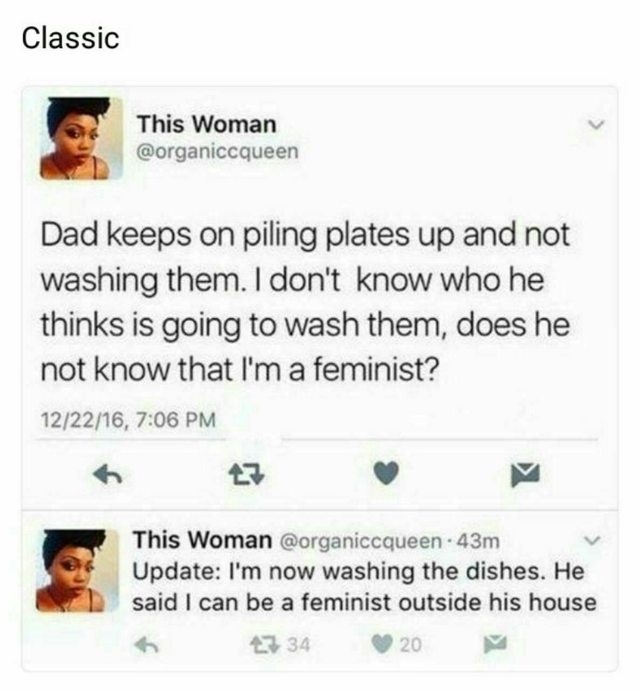 Classic
This Woman
@organiccqueen
Dad keeps on piling plates up and not
washing them. I don't know who he
thinks is going to wash them, does he
not know that I'm a feminist?
12/22/16, 7:06 PM
This Woman @organiccqueen · 43m
Update: I'm now washing the dishes. He
said I can be a feminist outside his house
34 20